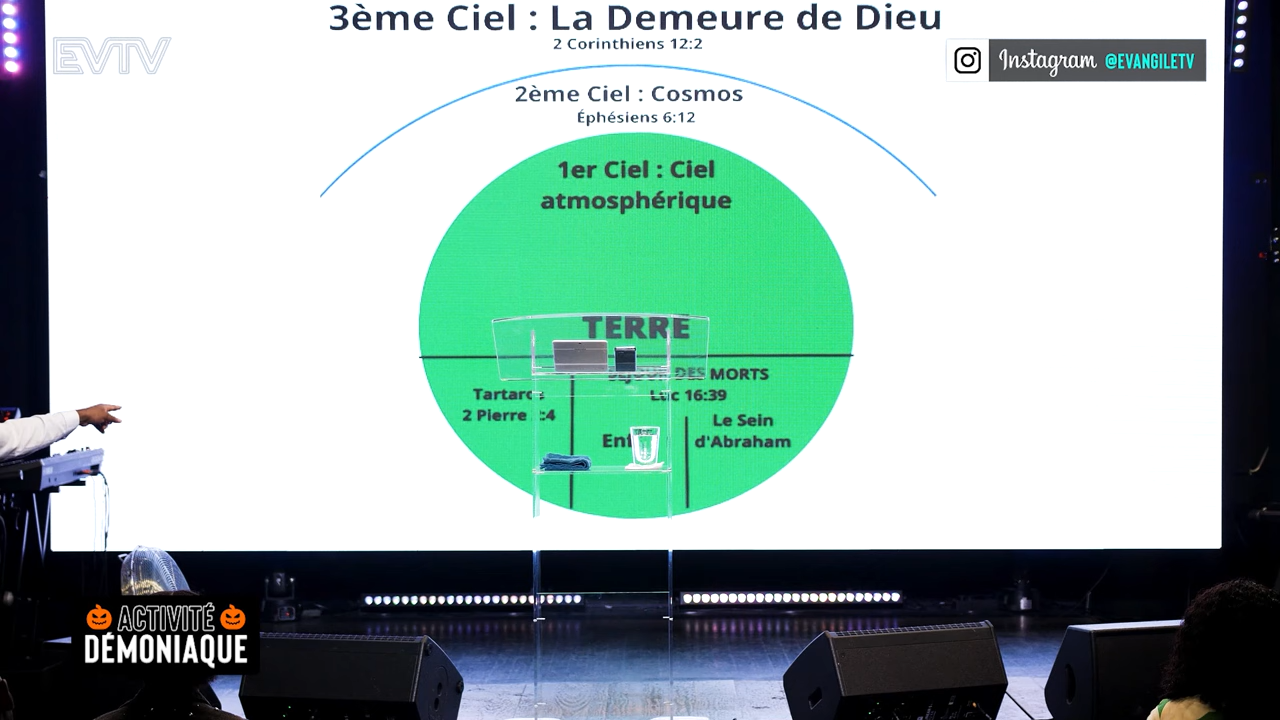 3ème Ciel : La Demeure de Dieu
2 Corinthiens 12:2
EVTV
Instagram @EVANGILETV
2ème Ciel : Cosmos
Éphésiens 6:12
1er Ciel : Ciel
atmosphérique
TERRE
SÉJOUR DES MORTS
Luc 16:39
Tartaros
2 Pierre 2:4
Le Sein
d'Abraham
ACTIVITÉ
DÉMONIAQUE